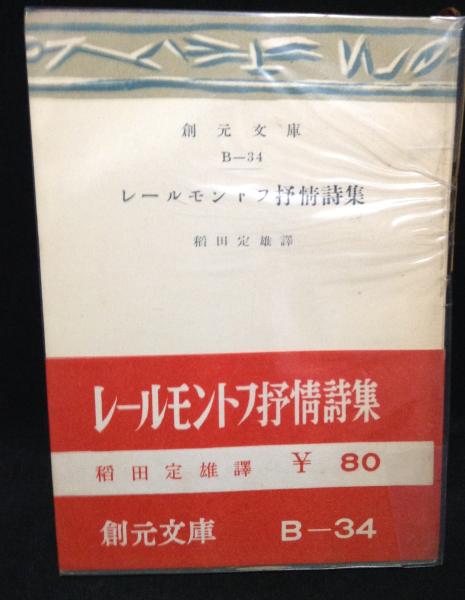 創元文庫
B—34
レールモントフ抒情詩集
稻田定雄譯
レールモントフ抒情詩集
稻田定雄譯 ¥ 80
創元文庫 B—34